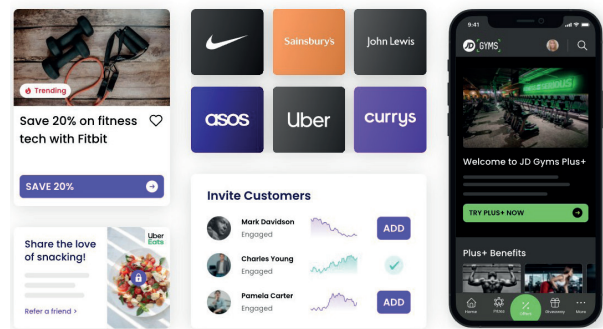 Trending
Save 20% on fitness
tech with Fitbit
SAVE 20%
Share the love
of snacking!
Refer a friend >
Uber
Eats
Sainsbury's
John Lewis
asos
Uber
currys
Invite Customers
Mark Davidson
Engaged
ADD
Charles Young
Engaged
Pamela Carter
Engaged
ADD
9:41
JD GYMS
Welcome to JD Gyms Plus+
TRY PLUS+ NOW
Plus+ Benefits
Home
Offers
Giveaway
More